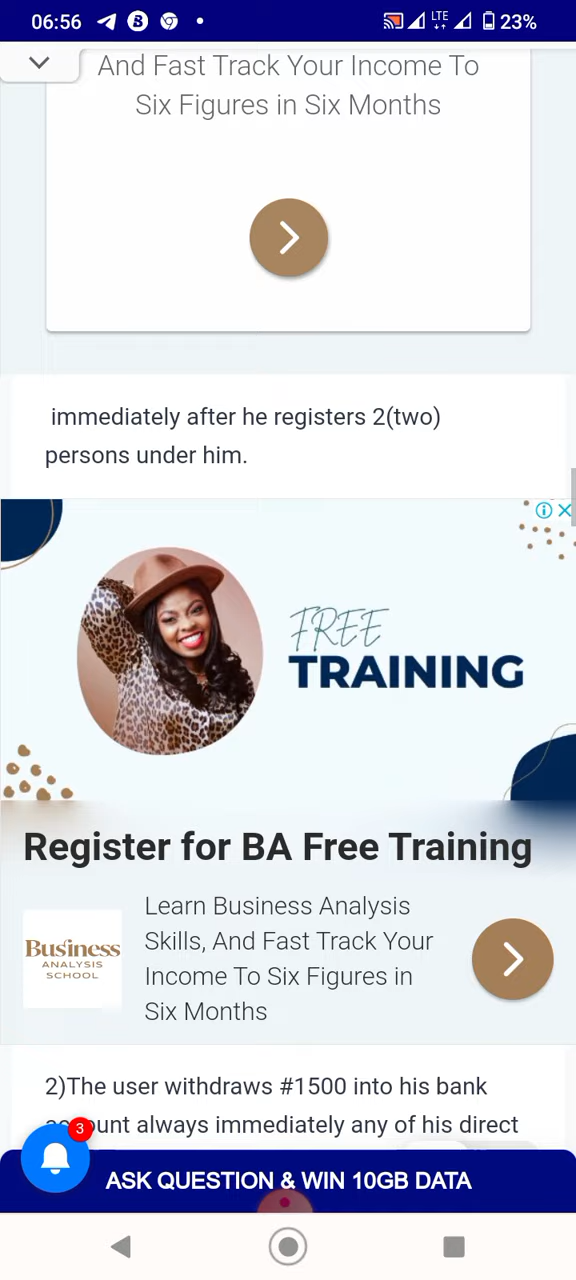 06:56
LTE
23%
And Fast Track Your Income To
Six Figures in Six Months
immediately after he registers 2(two)
persons under him.
FREE
TRAINING
Register for BA Free Training
Business
ANALYSIS
SCHOOL
Learn Business Analysis
Skills, And Fast Track Your
Income To Six Figures in
Six Months
2)The user withdraws #1500 into his bank
always immediately any of his direct
3
ASK QUESTION & WIN 10GB DATA